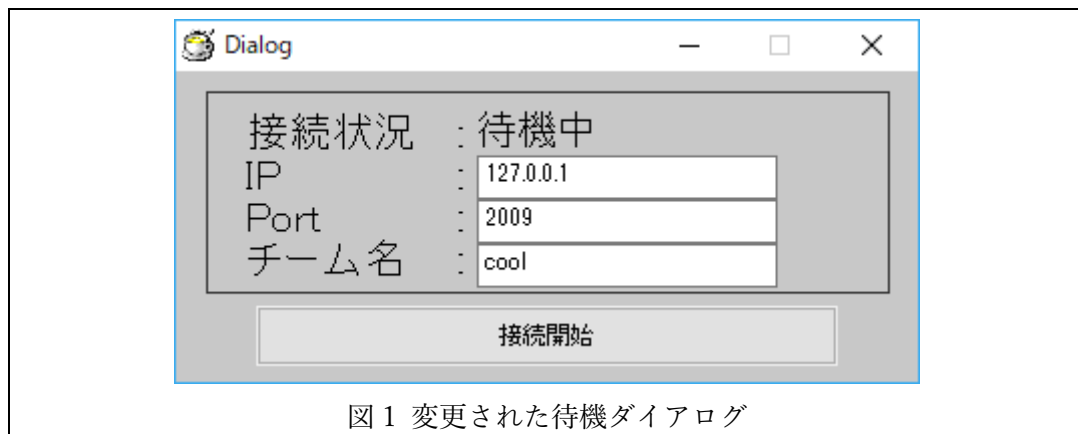 Dialog
接続状況 : 待機中
IP : 127.0.0.1
Port : 2009
チーム名 : cool
接続開始
図 1 変更された待機ダイアログ